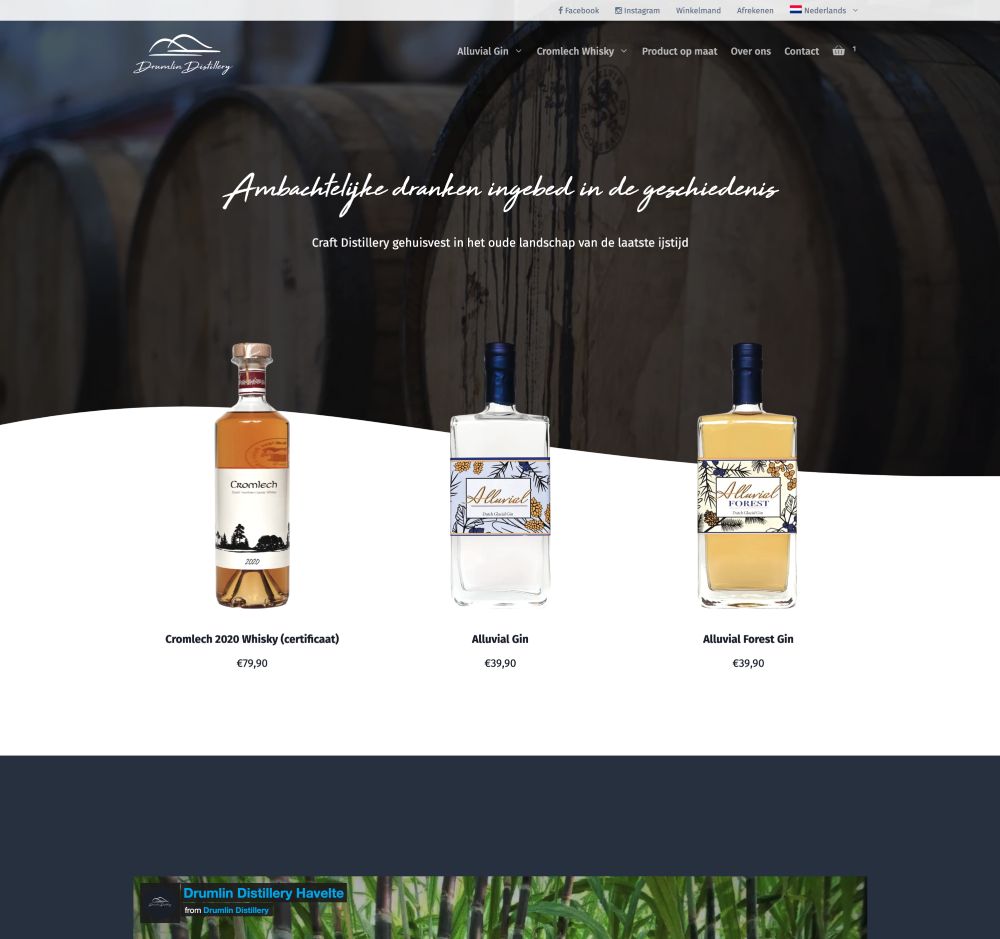 Facebook Instagram Winkelmand Afrekenen Nederlands
Drumlin Distillery
Alluvial Gin Cromlech Whisky Product op maat Over ons Contact 1
Ambachtelijke dranken ingebed in de geschiedenis
Craft Distillery gehuisvest in het oude landschap van de laatste ijstijd
Cromlech
2020
Alluvial
Dutch Glacial Gin
Alluvial
FOREST
Dutch Glacial Gin
Cromlech 2020 Whisky (certificaat)
€79,90
Alluvial Gin
€39,90
Alluvial Forest Gin
€39,90
Drumlin Distillery Havelte
from Drumlin Distillery